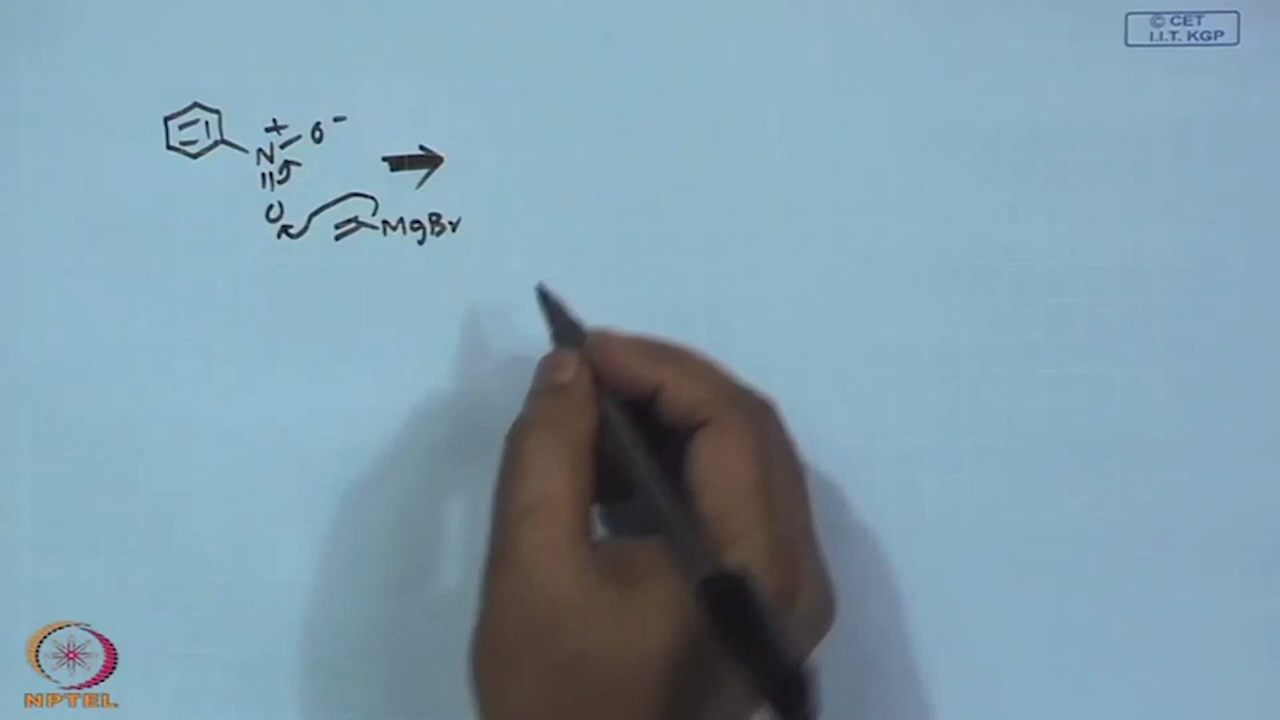 © CET
I.I.T. KGP
+
N
O-
O
MgBr
NPTEL